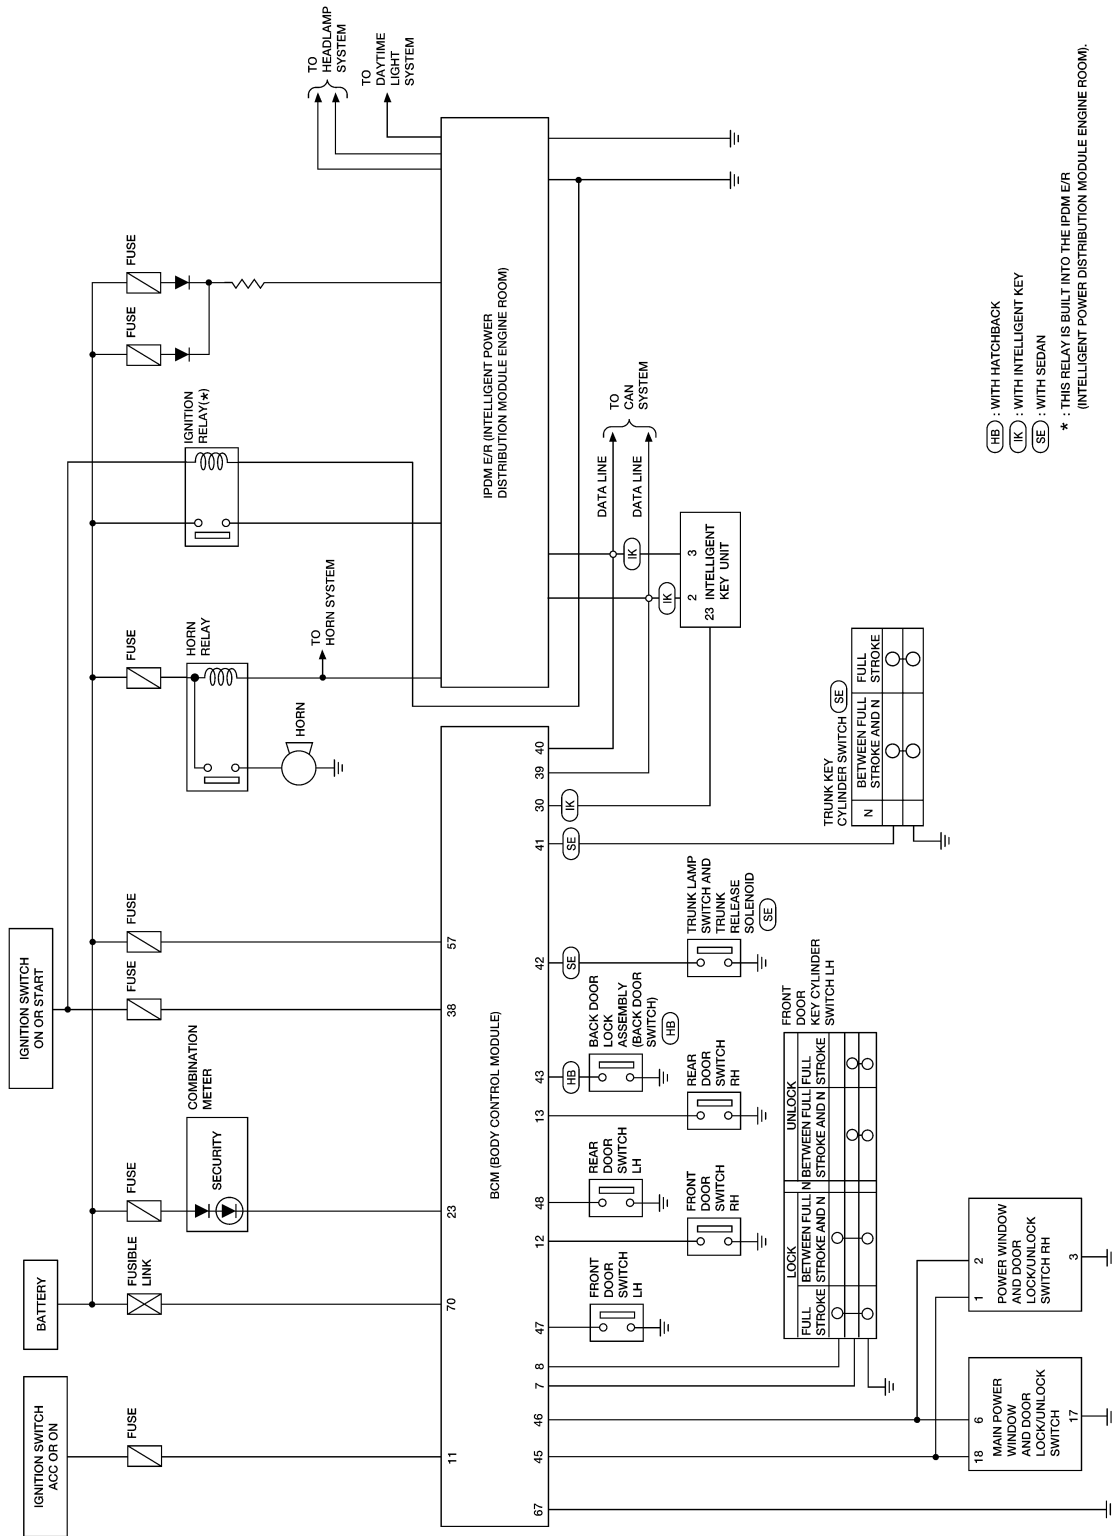 IGNITION SWITCH
ACC OR ON
BATTERY
IGNITION SWITCH
ON OR START
FUSE
FUSIBLE
LINK
FUSE
COMBINATION
METER
SECURITY
FUSE
FUSE
FUSE
HORN
RELAY
HORN
TO
HORN SYSTEM
IGNITION
RELAY(*)
FUSE
FUSE
TO
HEADLAMP
SYSTEM
TO
DAYTIME
LIGHT
SYSTEM
11
70
23
38
57
BCM (BODY CONTROL MODULE)
67
45
46
7
8
47
12
48
13
43
42
41
30
39
40
IPDM E/R (INTELLIGENT POWER
DISTRIBUTION MODULE ENGINE ROOM)
FRONT
DOOR
SWITCH
LH
REAR
DOOR
SWITCH
LH
HB
BACK DOOR
LOCK
ASSEMBLY
(BACK DOOR
SWITCH)
HB
FRONT
DOOR
SWITCH
RH
REAR
DOOR
SWITCH
RH
SE
TRUNK LAMP
SWITCH AND
TRUNK
RELEASE
SOLENOID
SE
SE
IK
DATA LINE
DATA LINE
TO
CAN
SYSTEM
IK
IK
2
3
23
INTELLIGENT
KEY UNIT
FRONT
DOOR
KEY CYLINDER
SWITCH LH
LOCK
N
UNLOCK
FULL
STROKE
BETWEEN FULL
STROKE AND N
BETWEEN FULL
STROKE AND N
FULL
STROKE
TRUNK KEY
CYLINDER SWITCH
SE
N
BETWEEN FULL
STROKE AND N
FULL
STROKE
18
6
MAIN POWER
WINDOW
AND DOOR
LOCK/UNLOCK
SWITCH
17
1
2
POWER WINDOW
AND DOOR
LOCK/UNLOCK
SWITCH RH
3
HB : WITH HATCHBACK
IK : WITH INTELLIGENT KEY
SE : WITH SEDAN
* : THIS RELAY IS BUILT INTO THE IPDM E/R
(INTELLIGENT POWER DISTRIBUTION MODULE ENGINE ROOM).